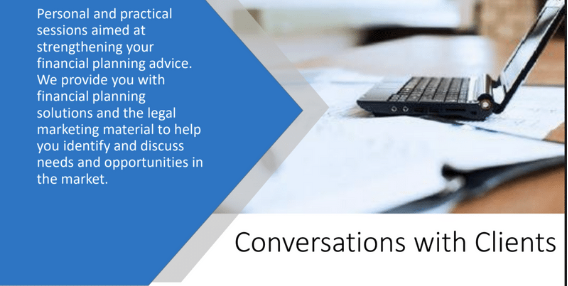 Personal and practical
sessions aimed at
strengthening your
financial planning advice.
We provide you with
financial planning
solutions and the legal
marketing material to help
you identify and discuss
needs and opportunities in
the market.
Conversations with Clients